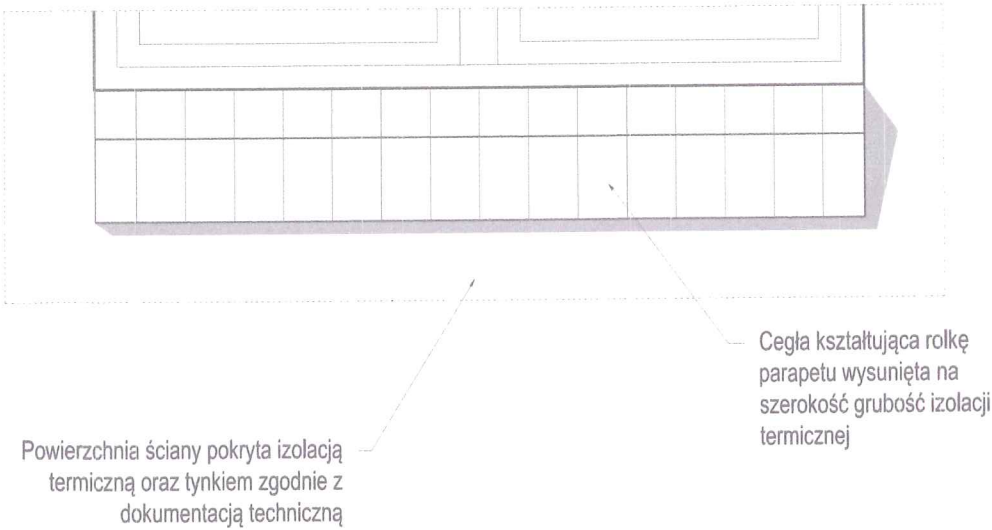 Cegła kształtująca rolkę
parapetu wysunięta na
szerokość grubość izolacji
termicznej
Powierzchnia ściany pokryta izolacją
termiczną oraz tynkiem zgodnie z
dokumentacją techniczną